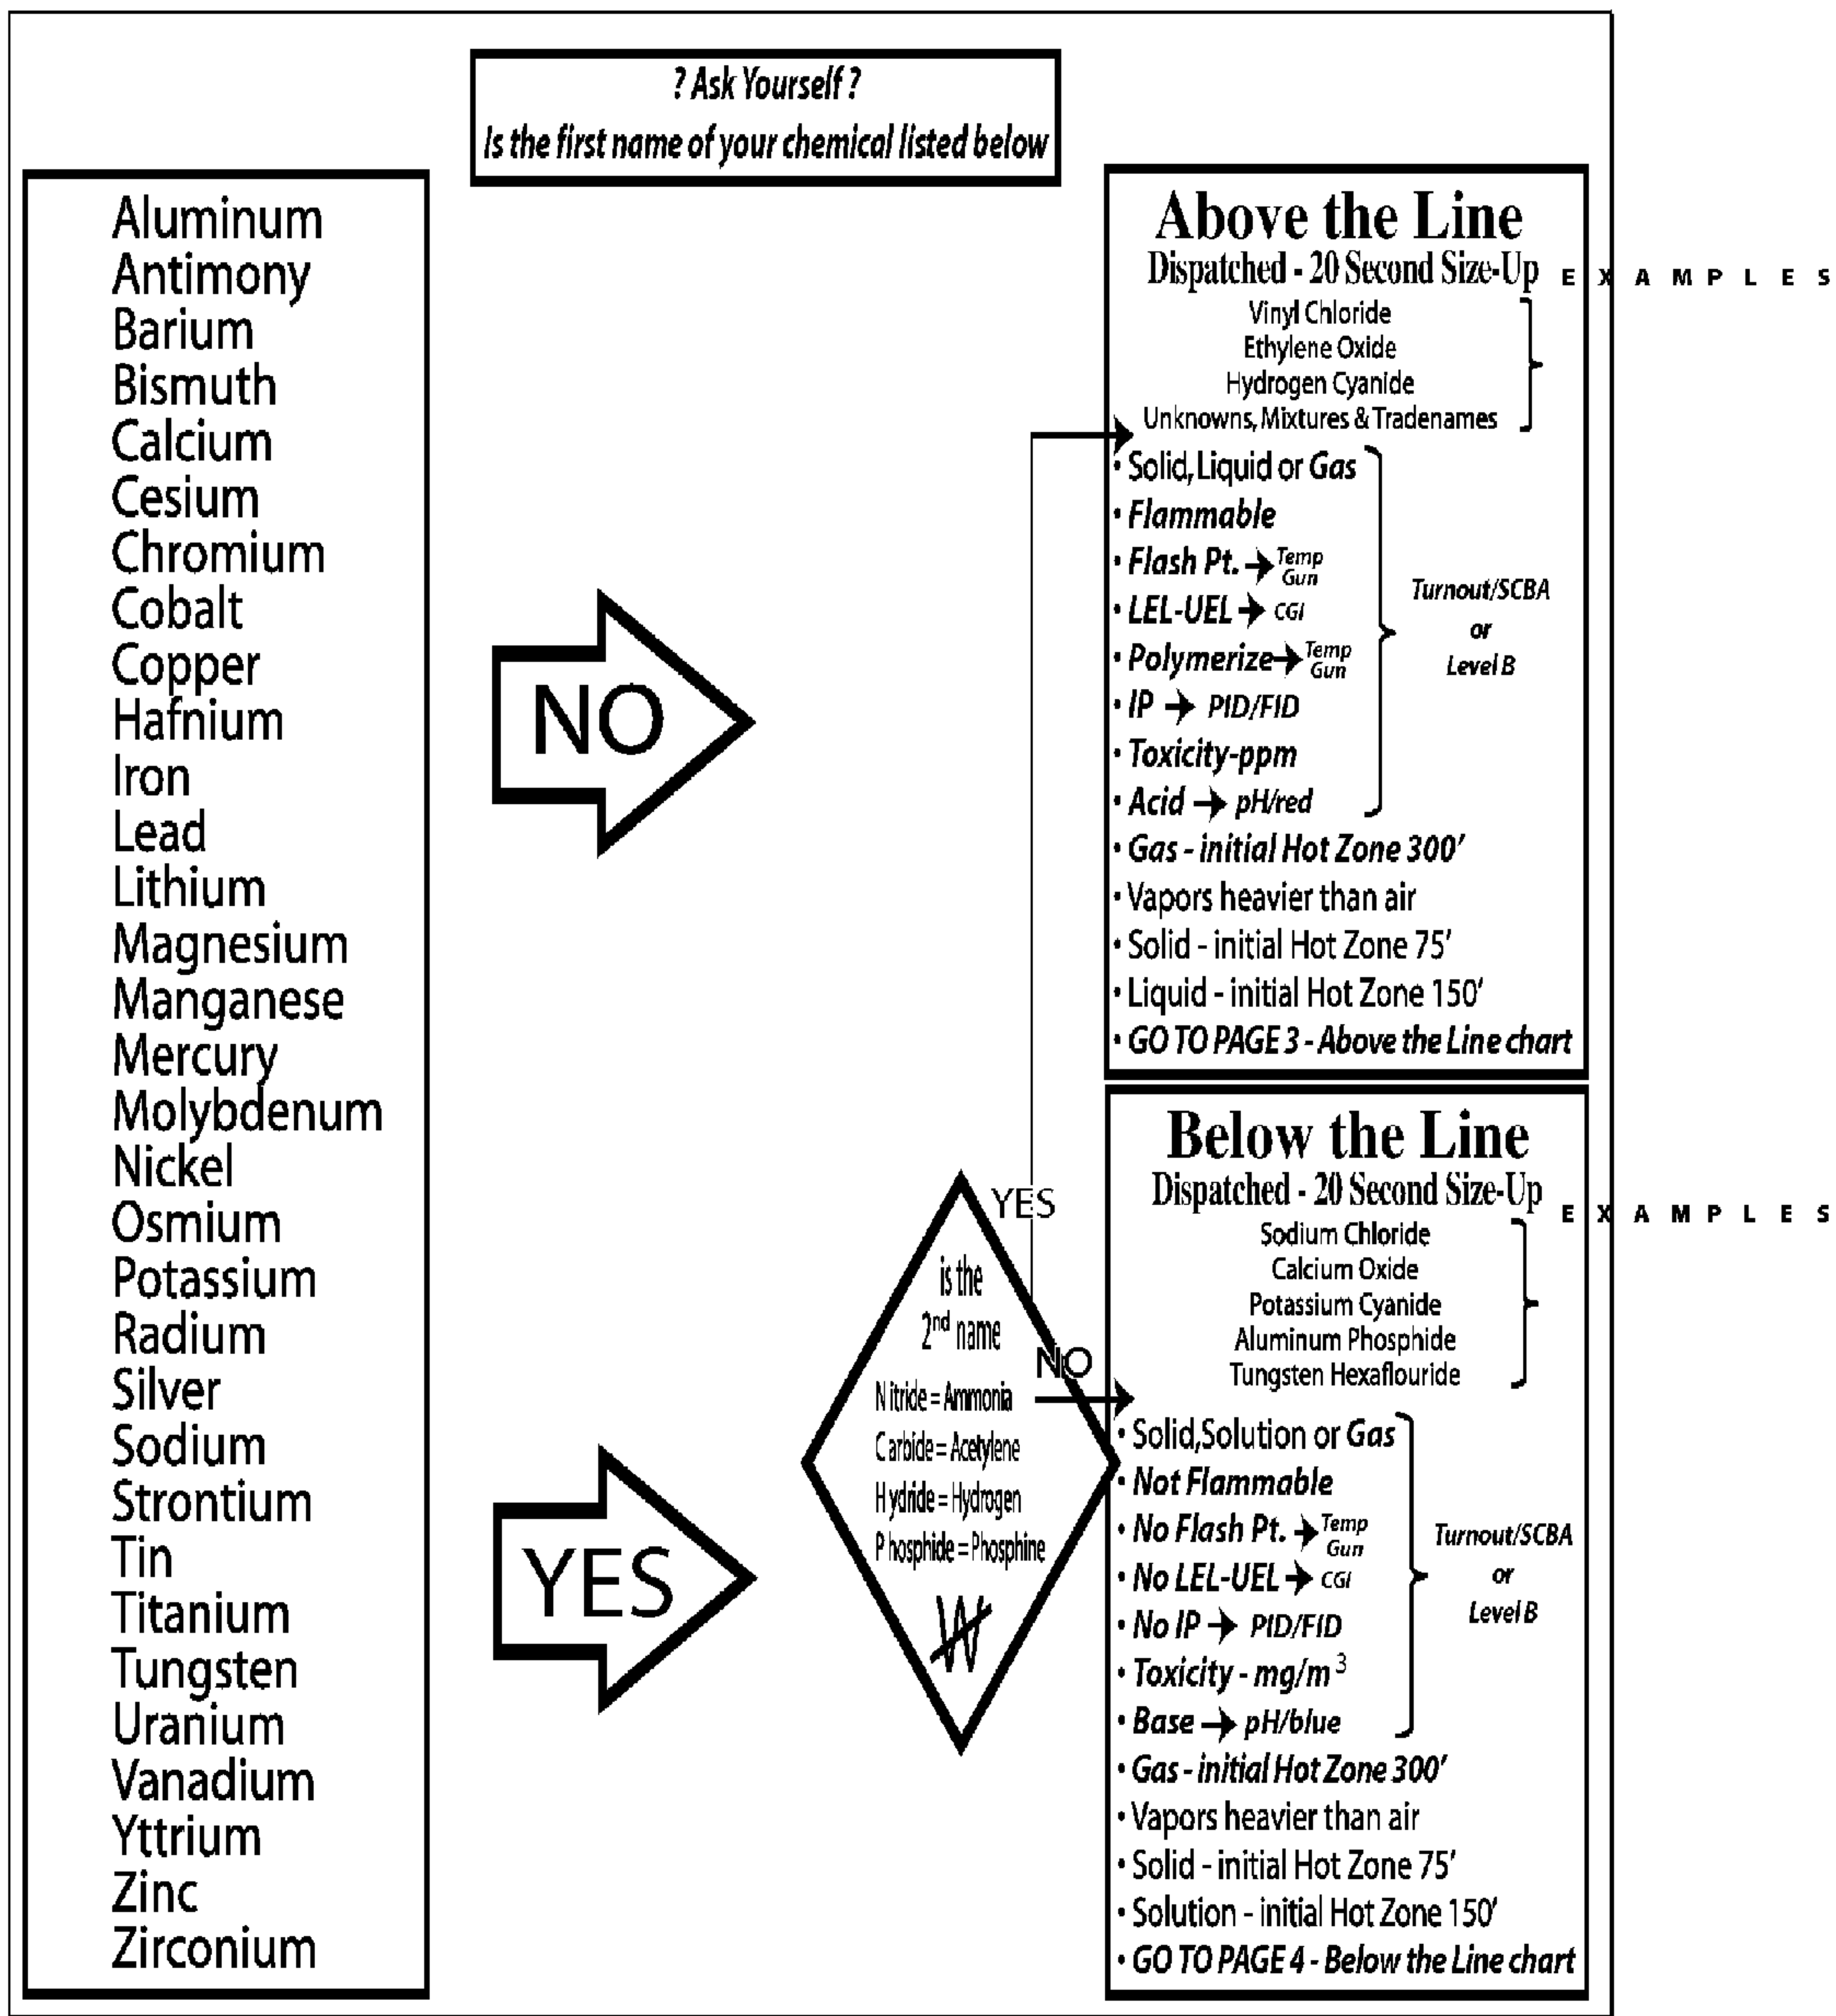 ? Ask Yourself ?
Is the first name of your chemical listed below
Aluminum
Antimony
Barium
Bismuth
Calcium
Cesium
Chromium
Cobalt
Copper
Hafnium
Iron
Lead
Lithium
Magnesium
Manganese
Mercury
Molybdenum
Nickel
Osmium
Potassium
Radium
Silver
Sodium
Strontium
Tin
Titanium
Tungsten
Uranium
Vanadium
Yttrium
Zinc
Zirconium
NO
YES
YES
is the
2nd name
NO
Nitride = Ammonia
Carbide = Acetylene
Hydride = Hydrogen
Phosphide = Phosphine
W
Above the Line
Dispatched - 20 Second Size-Up
EXAMPLES
Vinyl Chloride
Ethylene Oxide
Hydrogen Cyanide
Unknowns, Mixtures & Tradenames
• Solid, Liquid or Gas
• Flammable
• Flash Pt. → Temp Gun
• LEL-UEL → CGI
• Polymerize → Temp Gun
• IP → PID/FID
• Toxicity-ppm
• Acid → pH/red
Turnout/SCBA
or
Level B
• Gas - initial Hot Zone 300'
• Vapors heavier than air
• Solid - initial Hot Zone 75'
• Liquid - initial Hot Zone 150'
• GO TO PAGE 3 - Above the Line chart
Below the Line
Dispatched - 20 Second Size-Up
EXAMPLES
Sodium Chloride
Calcium Oxide
Potassium Cyanide
Aluminum Phosphide
Tungsten Hexaflouride
• Solid, Solution or Gas
• Not Flammable
• No Flash Pt. → Temp Gun
• No LEL-UEL → CGI
• No IP → PID/FID
• Toxicity - mg/m3
• Base → pH/blue
Turnout/SCBA
or
Level B
• Gas - initial Hot Zone 300'
• Vapors heavier than air
• Solid - initial Hot Zone 75'
• Solution - initial Hot Zone 150'
• GO TO PAGE 4 - Below the Line chart